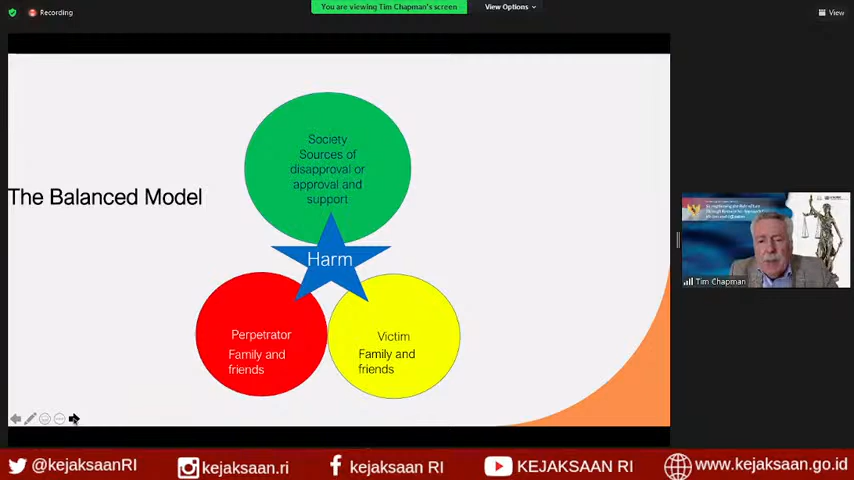 Recording
You are viewing Tim Chapman's screen
View Options
View
The Balanced Model
Society
Sources of
disapproval or
approval and
support
Harm
Perpetrator
Family and
friends
Victim
Family and
friends
Tim Chapman
@kejaksaanRI
kejaksaan.ri
kejaksaan RI
KEJAKSAAN RI
www.kejaksaan.go.id